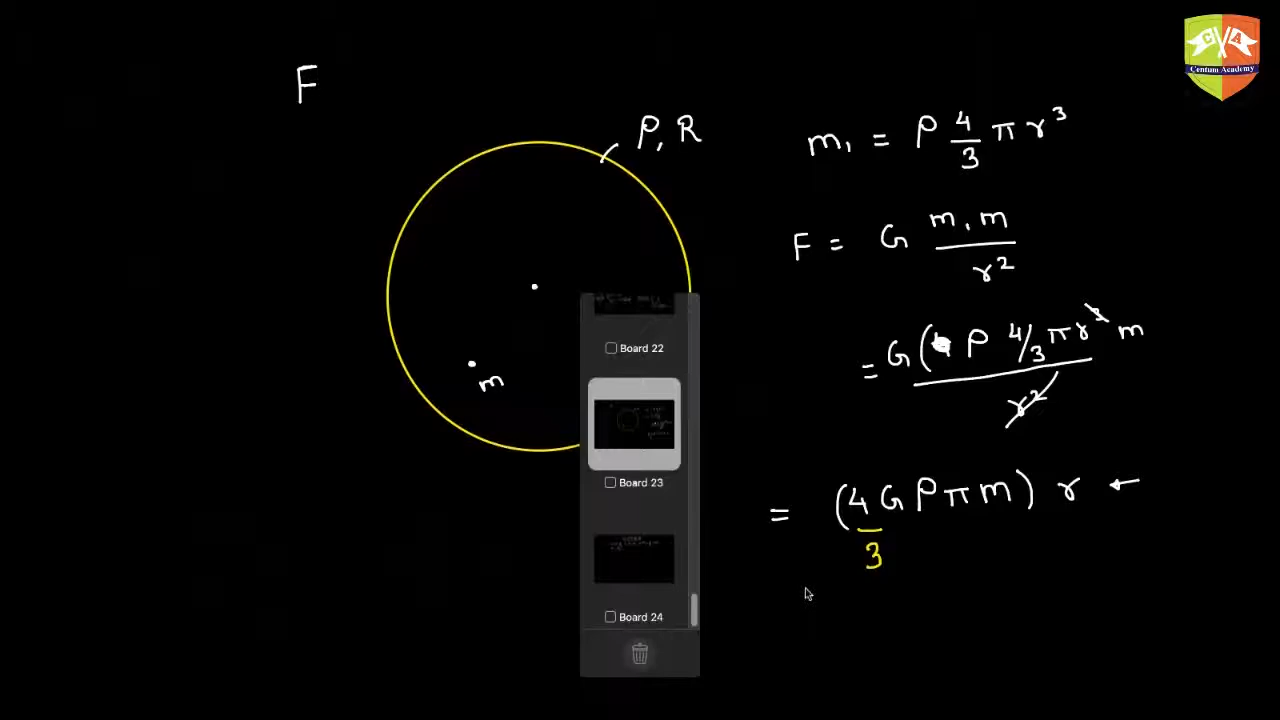 F
ρ, R
m
m₁ = ρ 4/3 π r³
F = G m₁m / r²
= G(ρ 4/3 π r³ m / r²
= (4/3 G ρ π m) r ←
Board 22
Board 23
Board 24
C A
Centum Academy